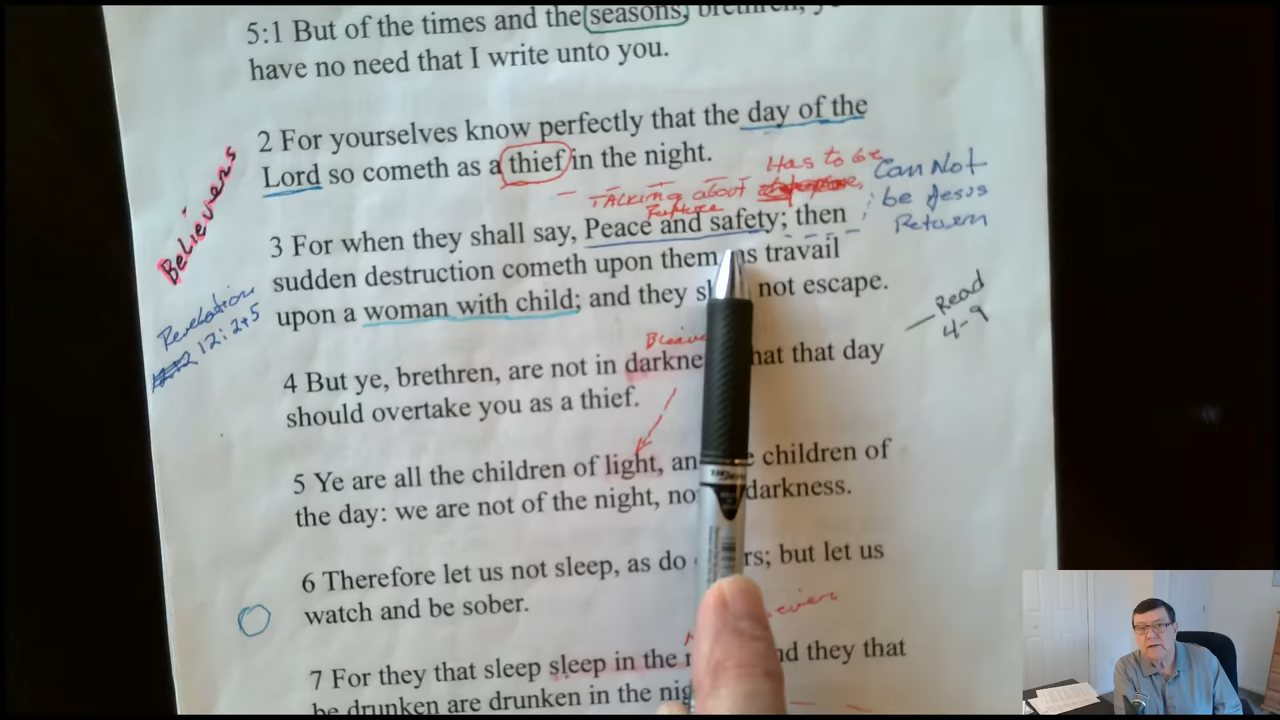 5:1 But of the times and the seasons, brethren,
have no need that I write unto you.
2 For yourselves know perfectly that the day of the
Lord so cometh as a thief in the night.
Has to be
Talking about
Can Not
be Jesus
Return
3 For when they shall say, Peace and safety; then
sudden destruction cometh upon them as travail
upon a woman with child; and they not escape.
Believers
Revelation
12:2+5
Read
4-9
4 But ye, brethren, are not in that day
should overtake you as a thief.
5 Ye are all the children of light, children of
the day: we are not of the night, darkness.
6 Therefore let us not sleep, as do but let us
watch and be sober.
7 For they that sleep sleep in the they that
be drunken are drunken in the